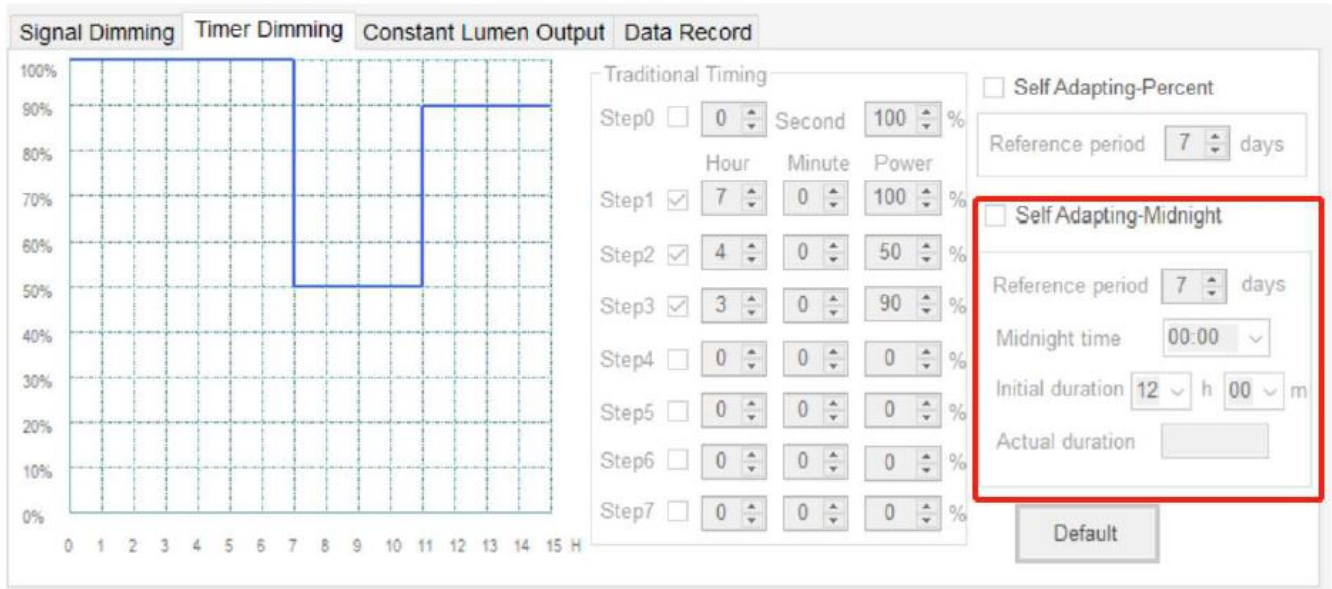 Signal Dimming Timer Dimming Constant Lumen Output Data Record
100%
90%
80%
70%
60%
50%
40%
30%
20%
10%
0%
0 1 2 3 4 5 6 7 8 9 10 11 12 13 14 15 H
Traditional Timing
Step0 0 Second 100 %
Hour Minute Power
Step1 7 0 100 %
Step2 4 0 50 %
Step3 3 0 90 %
Step4 0 0 0 %
Step5 0 0 0 %
Step6 0 0 0 %
Step7 0 0 0 %
Self Adapting-Percent
Reference period 7 days
Self Adapting-Midnight
Reference period 7 days
Midnight time 00:00
Initial duration 12 h 00 m
Actual duration
Default